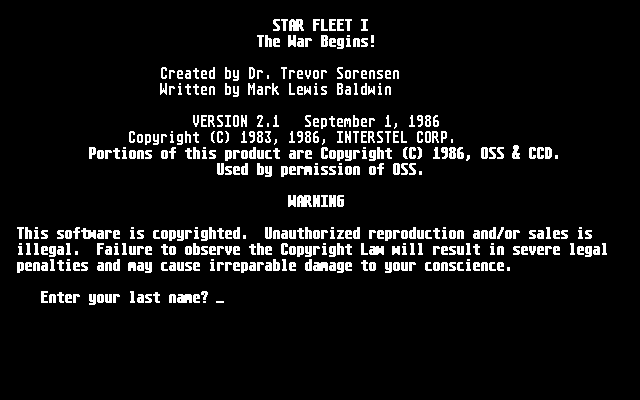 STAR FLEET I
The War Begins!
Created by Dr. Trevor Sorensen
Written by Mark Lewis Baldwin
VERSION 2.1   September 1, 1986
Copyright (C) 1983, 1986, INTERSTEL CORP.
Portions of this product are Copyright (C) 1986, OSS & CCD.
Used by permission of OSS.
WARNING
This software is copyrighted.  Unauthorized reproduction and/or sales is
illegal.  Failure to observe the Copyright Law will result in severe legal
penalties and may cause irreparable damage to your conscience.
Enter your last name? _